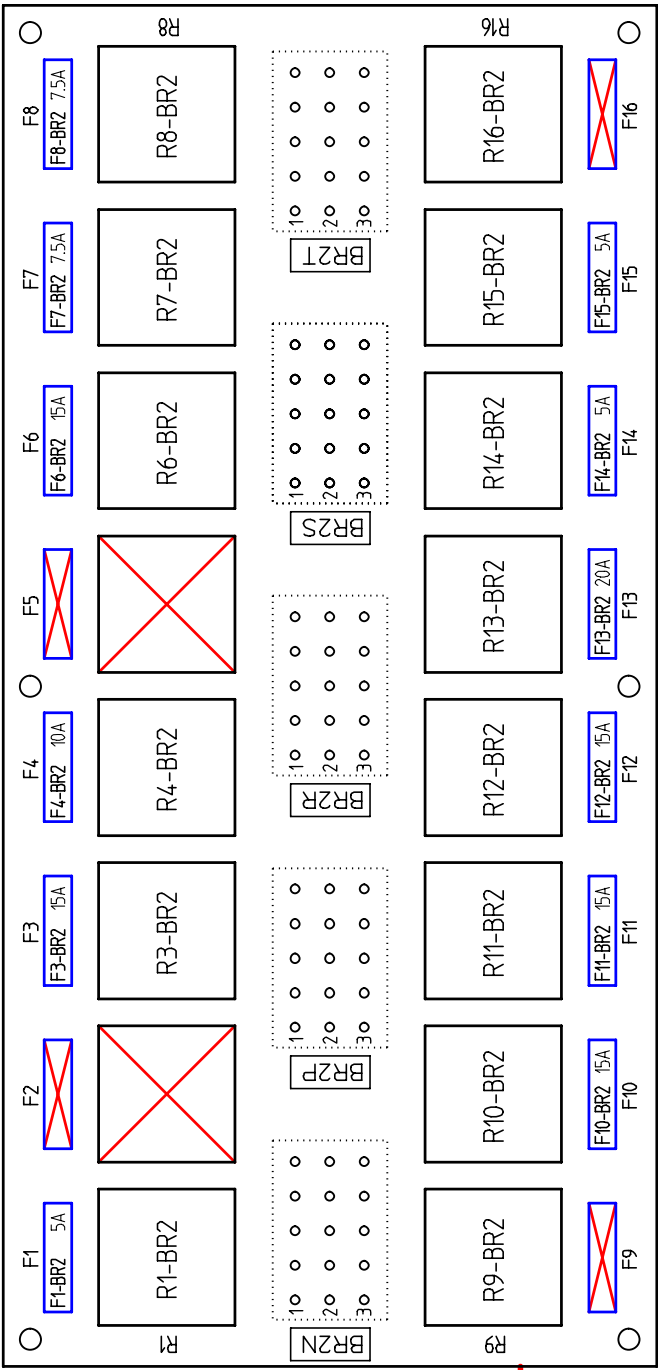 R8
R16
F8
F8-BR2 7.5A
R8-BR2
1
2
3
BR2T
R16-BR2
F16
F7
F7-BR2 7.5A
R7-BR2
R15-BR2
F15-BR2 5A
F15
F6
F6-BR2 15A
R6-BR2
1
2
3
BR2S
R14-BR2
F14-BR2 5A
F14
F5
R13-BR2
F13-BR2 20A
F13
F4
F4-BR2 10A
R4-BR2
1
2
3
BR2R
R12-BR2
F12-BR2 15A
F12
F3
F3-BR2 15A
R3-BR2
1
2
3
BR2P
R11-BR2
F11-BR2 15A
F11
F2
R10-BR2
F10-BR2 15A
F10
F1
F1-BR2 5A
R1-BR2
1
2
3
BR2N
R9-BR2
F9
R1
R9